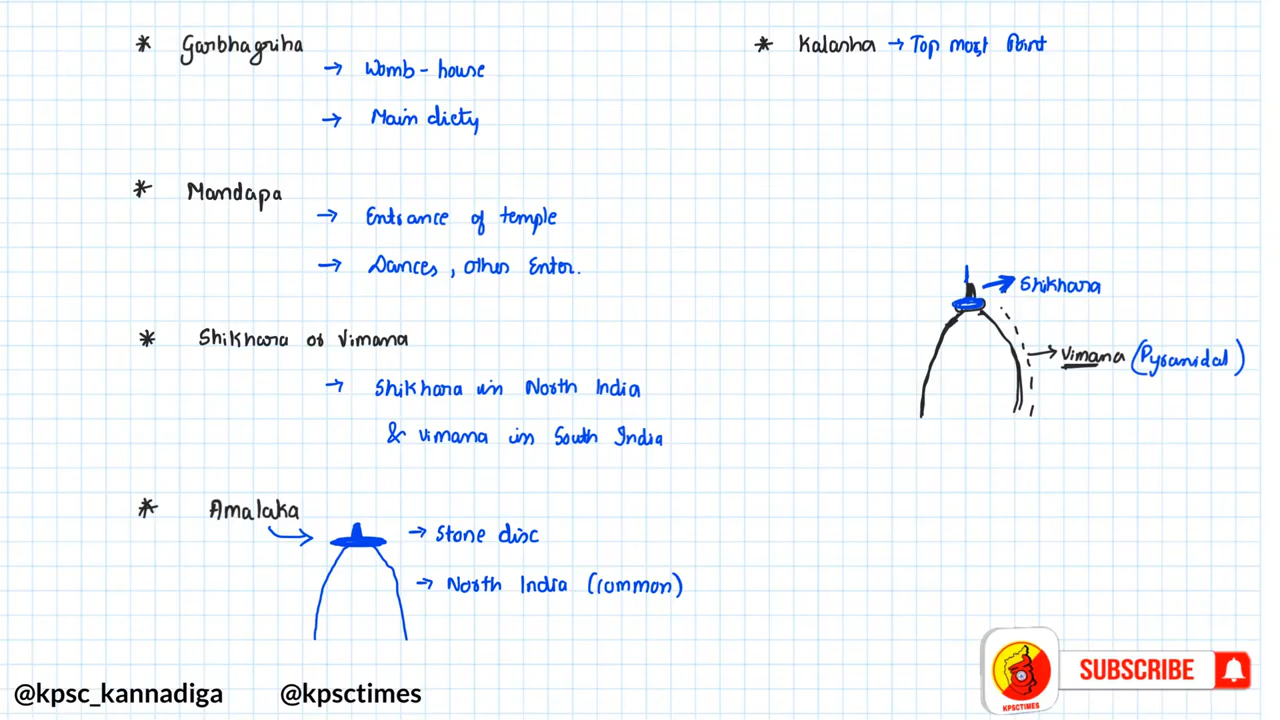 * Garbhagriha
→ Womb - house
→ Main diety
* Mandapa
→ Entrance of temple
→ Dances, other Enter.
* Shikhara or Vimana
→ Shikhara in North India
& Vimana in South India
* Amalaka
→ Stone disc
→ North India (common)
* Kalasha → Top most Point
→ Shikhara
→ Vimana (Pyramidal)
@kpsc_kannadiga @kpsctimes
KPSCTIMES
SUBSCRIBE